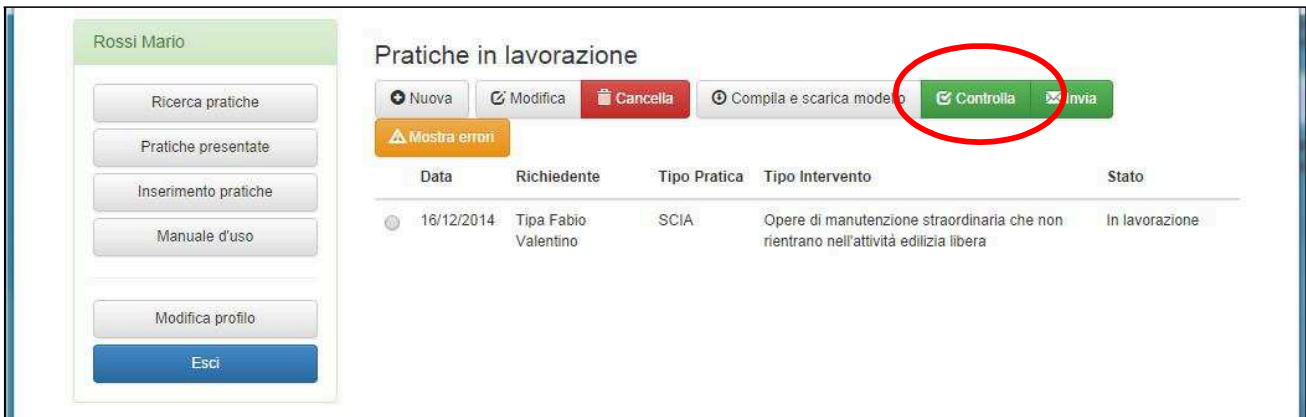 Rossi Mario
Ricerca pratiche
Pratiche presentate
Inserimento pratiche
Manuale d'uso
Modifica profilo
Esci
Pratiche in lavorazione
Nuova Modifica Cancella Compila e scarica modello Controlla Invia
Mostra errori
Data Richiedente Tipo Pratica Tipo Intervento Stato
16/12/2014 Tipa Fabio SCIA Opere di manutenzione straordinaria che non In lavorazione
Valentino rientrano nell'attività edilizia libera